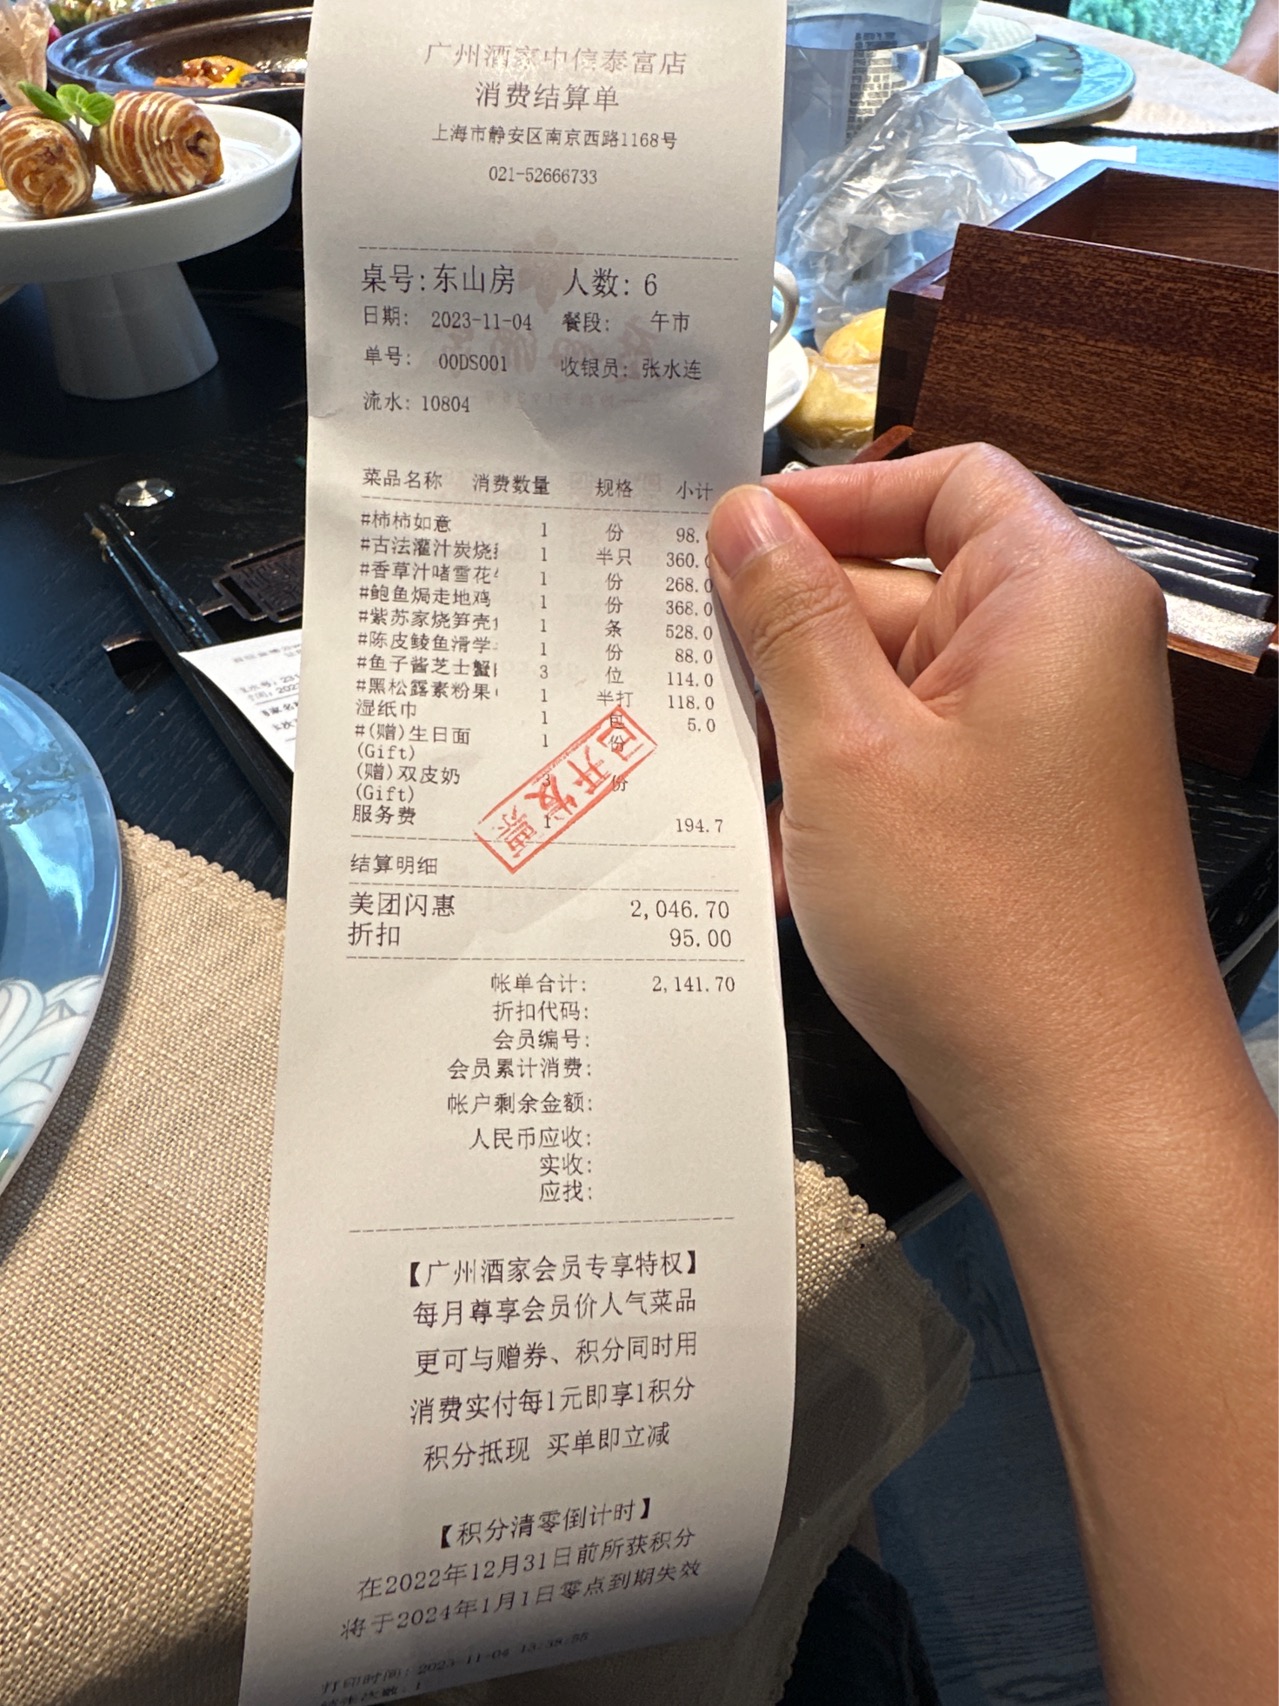 广州酒家中信泰富店
消费结算单
上海市静安区南京西路1168号
021-52666733
桌号:东山房 人数: 6
日期: 2023-11-04 餐段: 午市
单号: 00DS001 收银员: 张水连
流水: 10804
菜品名称 消费数量 规格 小计
#柿柿如意 1 份 98.
#古法灌汁炭烧 1 半只 360.
#香草汁啫雪花 1 份 268.0
#鲍鱼焗走地鸡 1 份 368.0
#紫苏家烧笋壳 1 条 528.0
#陈皮鲮鱼滑学 1 份 88.0
#鱼子酱芝士蟹 3 位 114.0
#黑松露素粉果 1 半打 118.0
湿纸巾 1 包 5.0
#(赠)生日面 1 份
(Gift)
(赠)双皮奶 份
(Gift)
服务费 1 194.7
已开发票
结算明细
美团闪惠 2,046.70
折扣 95.00
帐单合计: 2,141.70
折扣代码:
会员编号:
会员累计消费:
帐户剩余金额:
人民币应收:
实收:
应找:
【广州酒家会员专享特权】
每月尊享会员价人气菜品
更可与赠券、积分同时用
消费实付每1元即享1积分
积分抵现 买单即立减
【积分清零倒计时】
在2022年12月31日前所获积分
将于2024年1月1日零点到期失效
打印时间: 2023-11-04